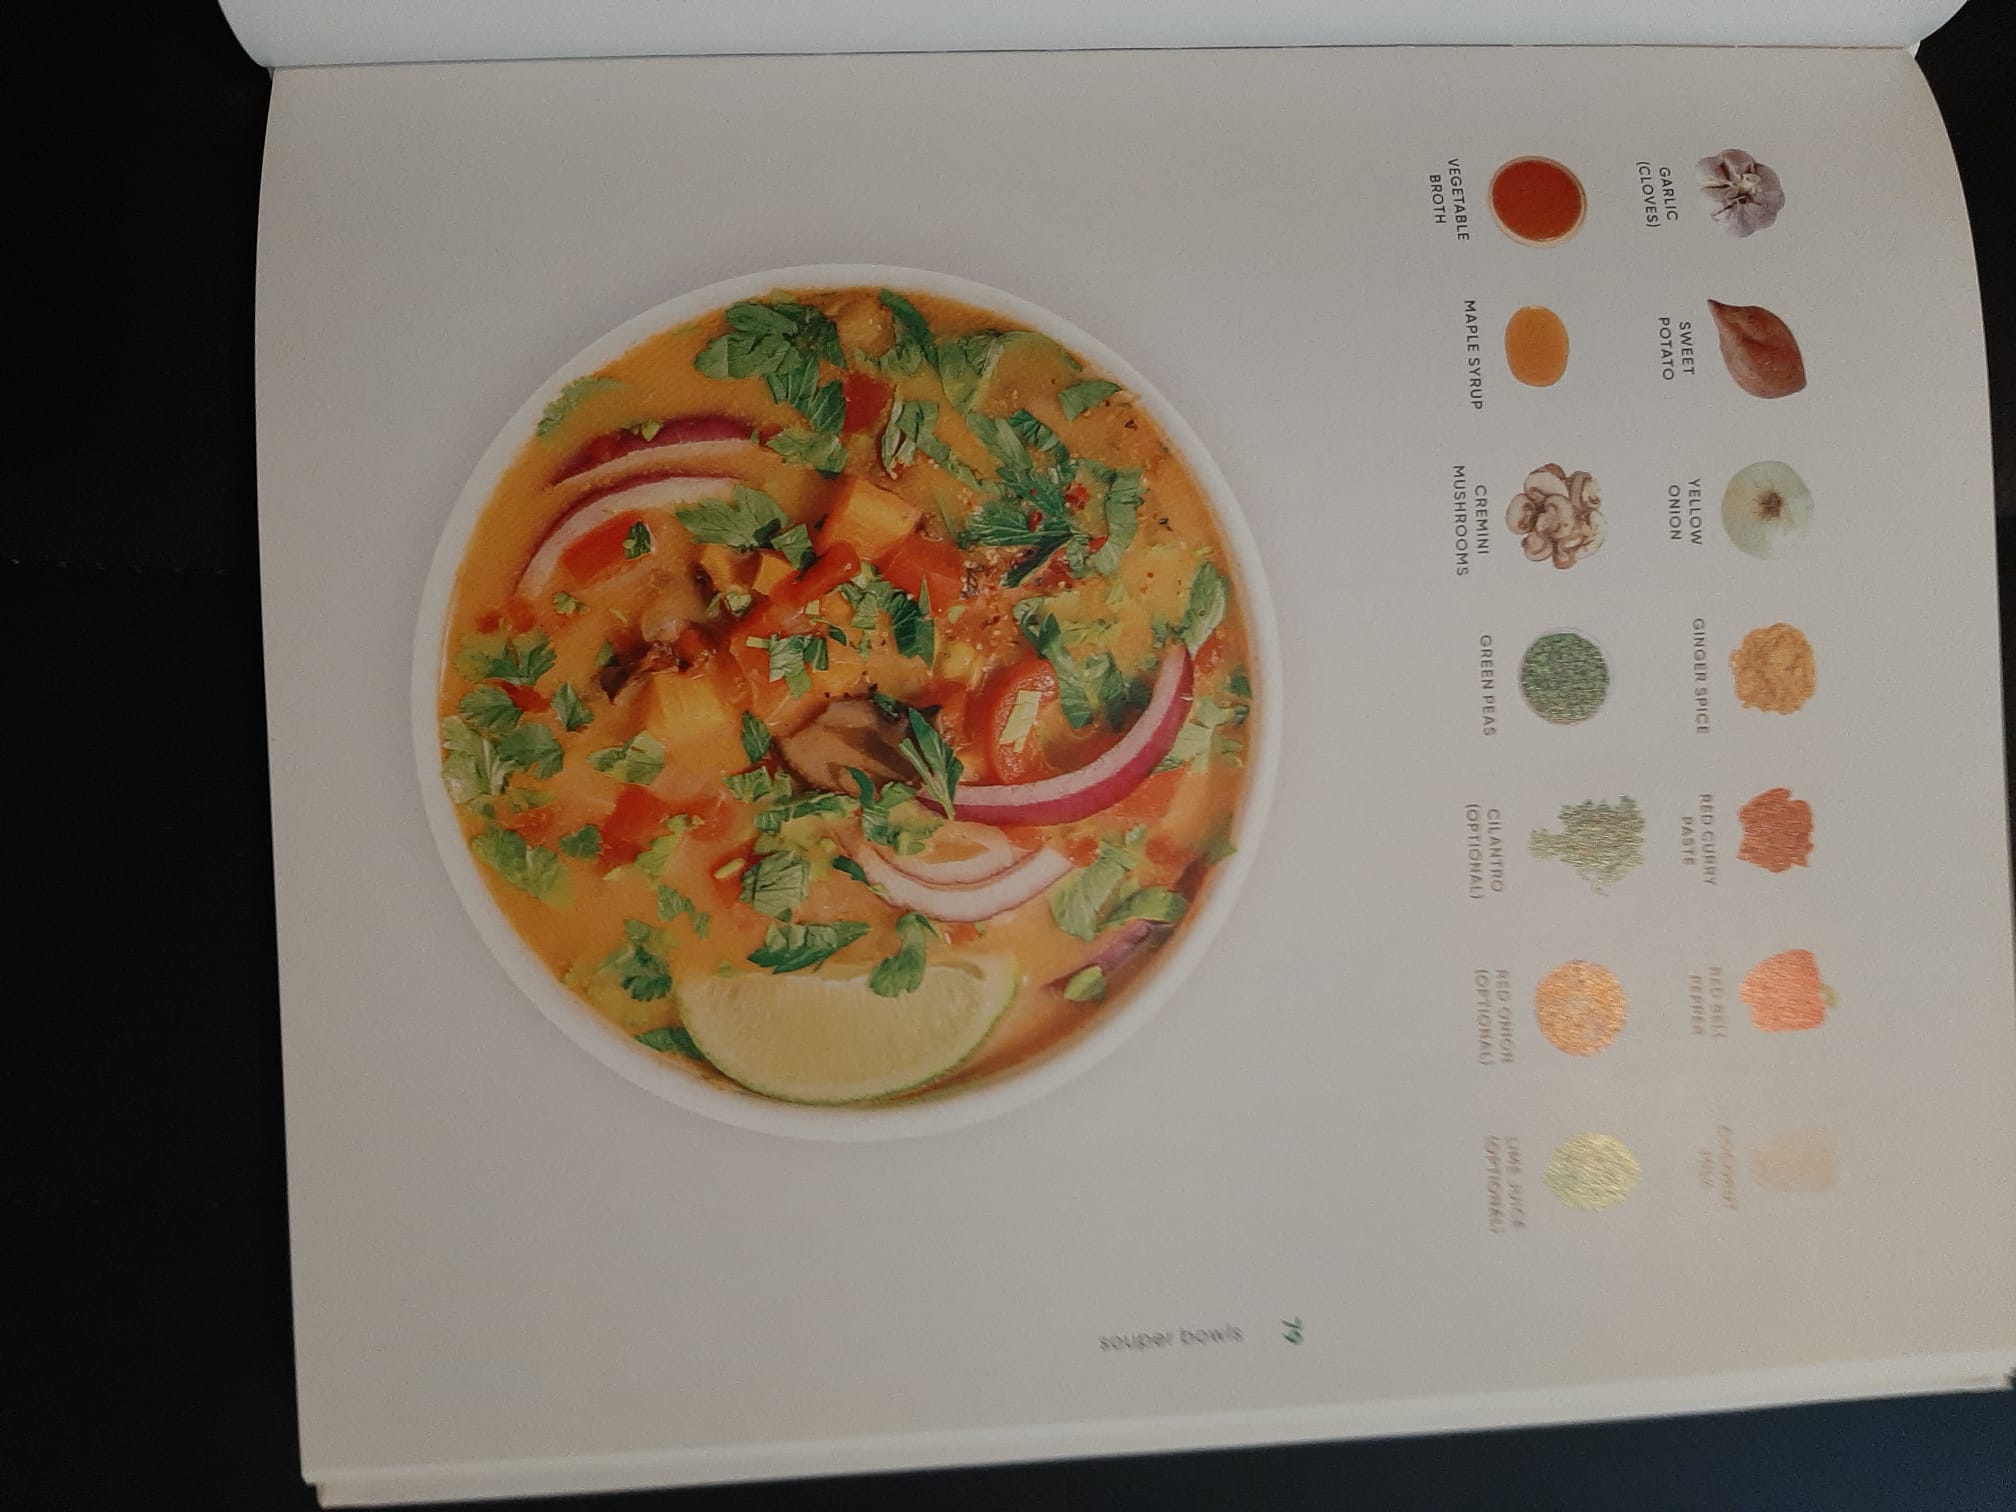 GARLIC
(CLOVES)
SWEET
POTATO
YELLOW
ONION
GINGER SPICE
RED CURRY
PASTE
RED BELL
PEPPER
COCONUT
MILK
VEGETABLE
BROTH
MAPLE SYRUP
CREMINI
MUSHROOMS
GREEN PEAS
CILANTRO
(OPTIONAL)
RED ONION
(OPTIONAL)
LIME JUICE
(OPTIONAL)
souper bowls
79